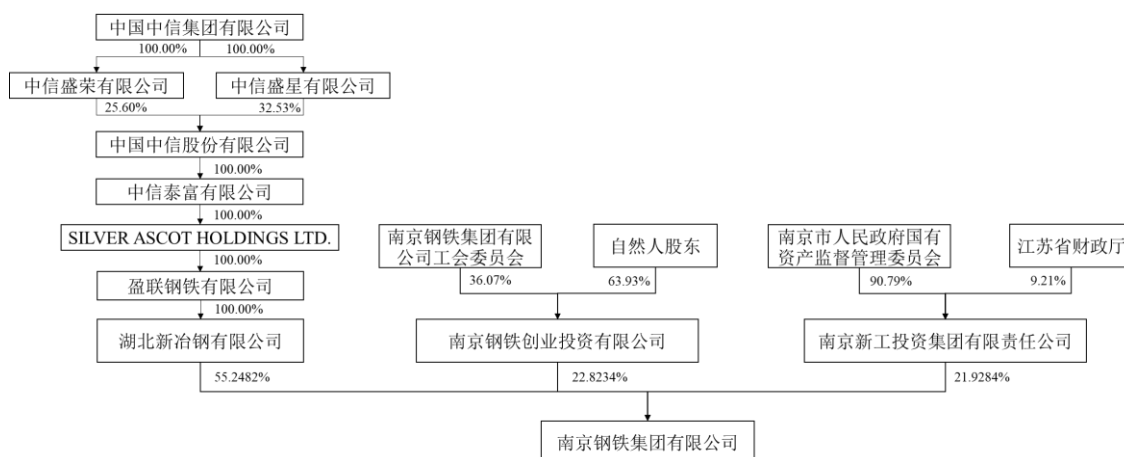 中国中信集团有限公司
100.00%
100.00%
中信盛荣有限公司
中信盛星有限公司
25.60%
32.53%
中国中信股份有限公司
100.00%
中信泰富有限公司
100.00%
SILVER ASCOT HOLDINGS LTD.
南京钢铁集团有限
公司工会委员会
自然人股东
南京市人民政府国有
资产监督管理委员会
江苏省财政厅
100.00%
36.07%
63.93%
90.79%
9.21%
盈联钢铁有限公司
100.00%
湖北新冶钢有限公司
南京钢铁创业投资有限公司
南京新工投资集团有限责任公司
55.2482%
22.8234%
21.9284%
南京钢铁集团有限公司